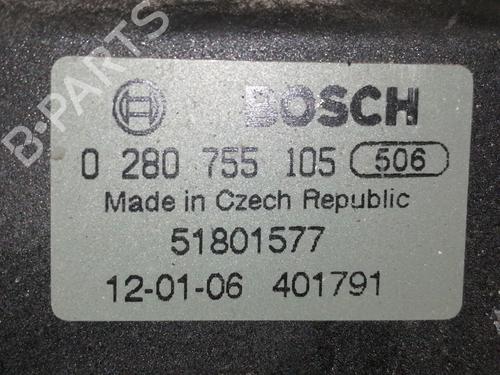 B-PARTS
BOSCH
0 280 755 105 506
Made in Czech Republic
51801577
12-01-06 401791